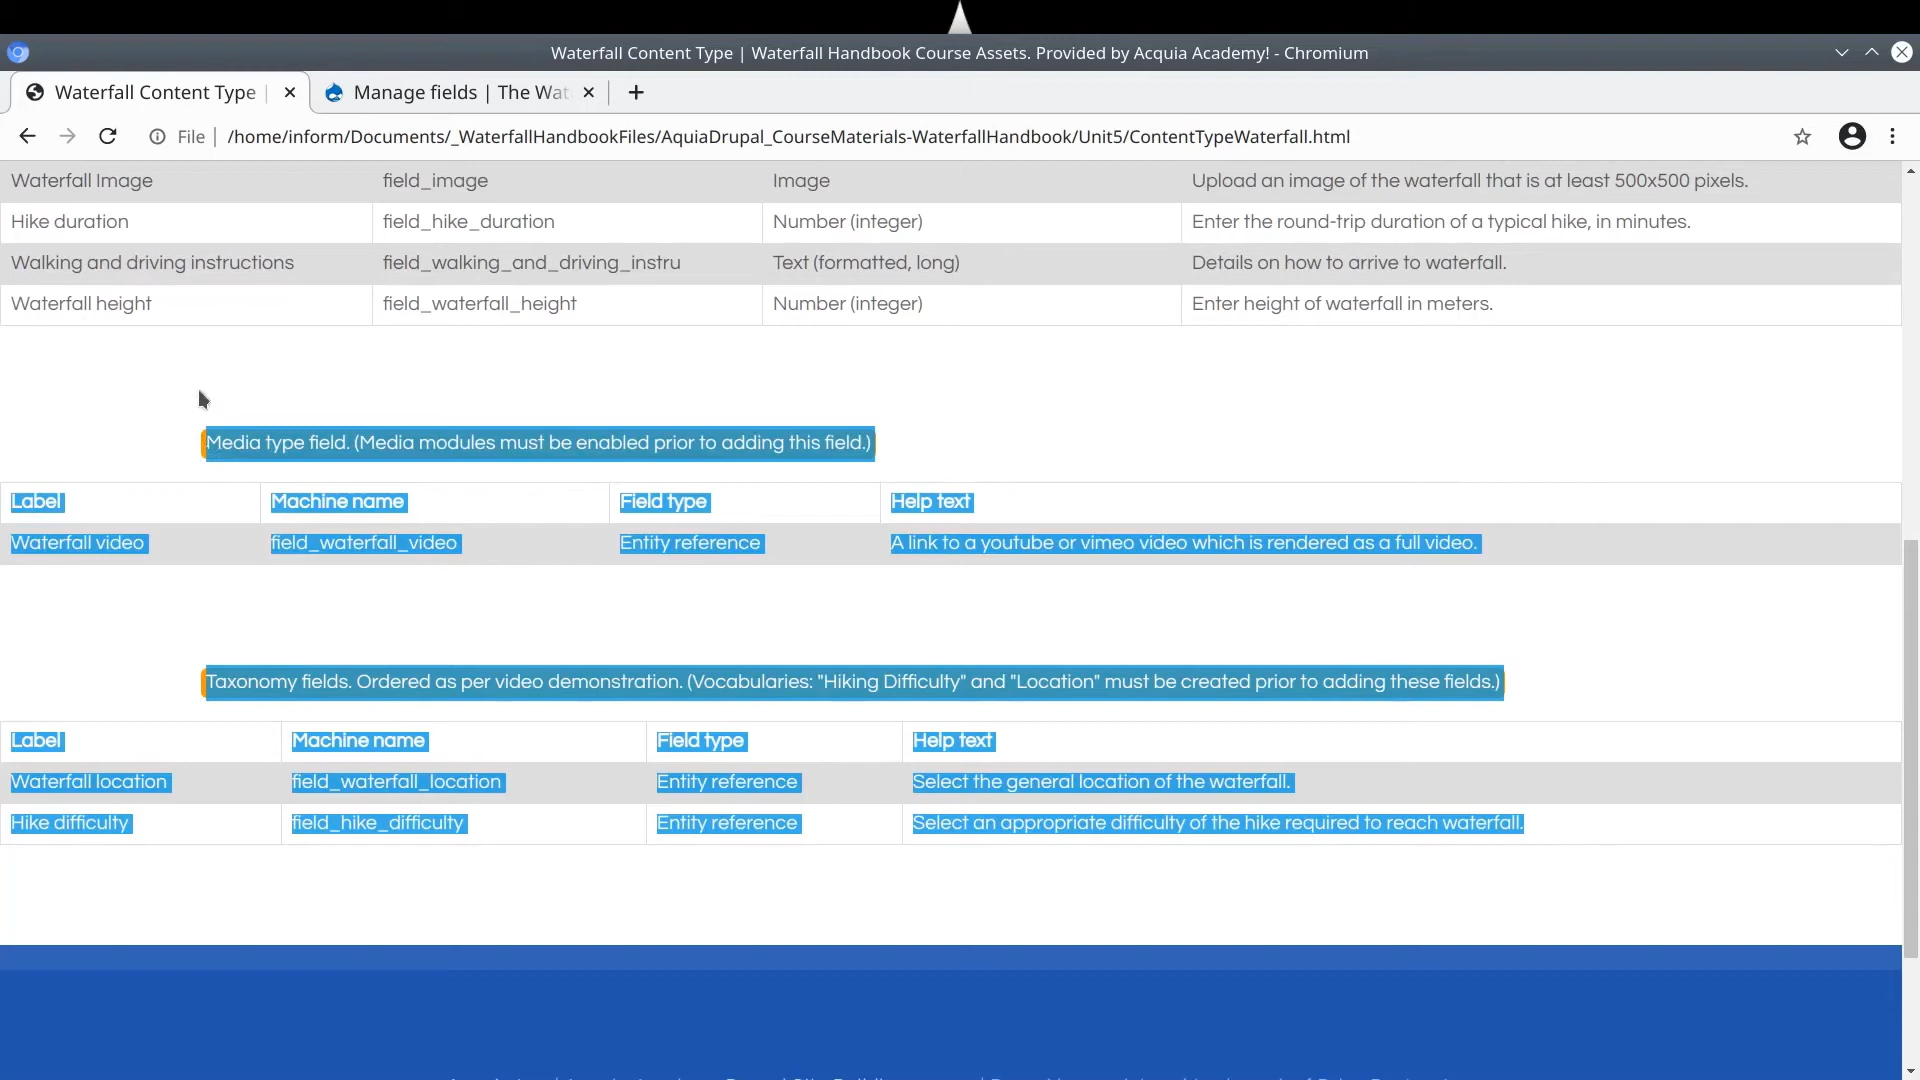 Waterfall Content Type | Waterfall Handbook Course Assets. Provided by Acquia Academy! - Chromium
Waterfall Content Type |
Manage fields | The Wat
File | /home/inform/Documents/_WaterfallHandbookFiles/AquiaDrupal_CourseMaterials-WaterfallHandbook/Unit5/ContentTypeWaterfall.html
Waterfall Image field_image Image Upload an image of the waterfall that is at least 500x500 pixels.
Hike duration field_hike_duration Number (integer) Enter the round-trip duration of a typical hike, in minutes.
Walking and driving instructions field_walking_and_driving_instru Text (formatted, long) Details on how to arrive to waterfall.
Waterfall height field_waterfall_height Number (integer) Enter height of waterfall in meters.
Media type field. (Media modules must be enabled prior to adding this field.)
Label Machine name Field type Help text
Waterfall video field_waterfall_video Entity reference A link to a youtube or vimeo video which is rendered as a full video.
Taxonomy fields. Ordered as per video demonstration. (Vocabularies: "Hiking Difficulty" and "Location" must be created prior to adding these fields.)
Label Machine name Field type Help text
Waterfall location field_waterfall_location Entity reference Select the general location of the waterfall.
Hike difficulty field_hike_difficulty Entity reference Select an appropriate difficulty of the hike required to reach waterfall.